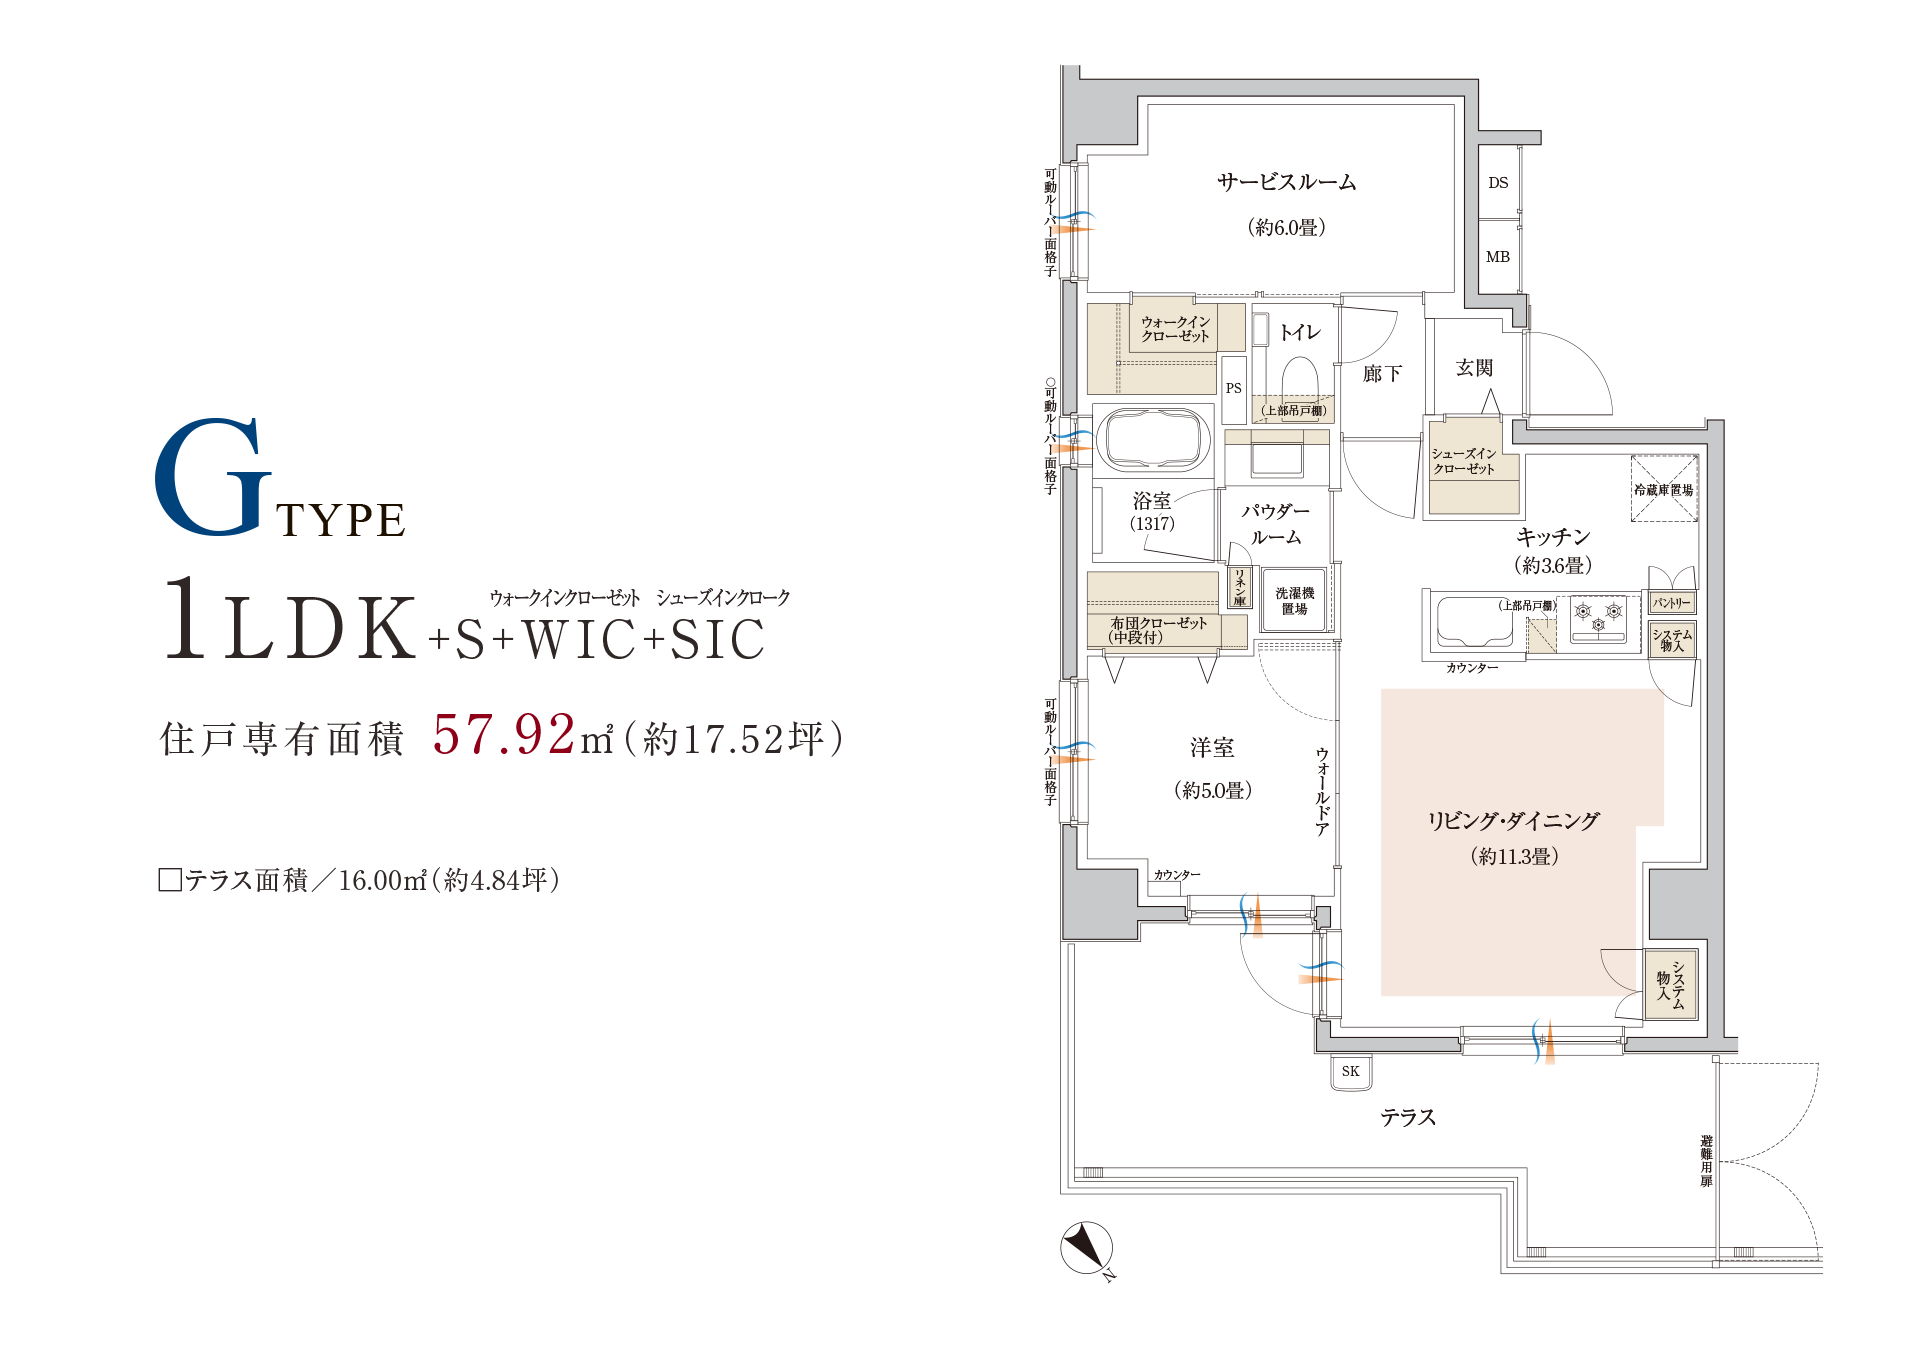 G TYPE
ウォークインクローゼット シューズインクローク
1LDK+S+WIC+SIC
住戸専有面積 57.92㎡(約17.52坪)
□テラス面積／16.00㎡(約4.84坪)
サービスルーム
(約6.0畳)
DS
MB
可動ルーバー面格子
ウォークイン
クローゼット
トイレ
PS
(上部吊戸棚)
廊下
玄関
○可動ルーバー面格子
シューズイン
クローゼット
冷蔵庫置場
浴室
(1317)
パウダー
ルーム
キッチン
(約3.6畳)
リネン庫
洗濯機
置場
(上部吊戸棚)
パントリー
システム
物入
カウンター
布団クローゼット
(中段付)
可動ルーバー面格子
洋室
(約5.0畳)
ウォールドア
リビング・ダイニング
(約11.3畳)
カウンター
システム
物入
SK
テラス
避難用扉
N